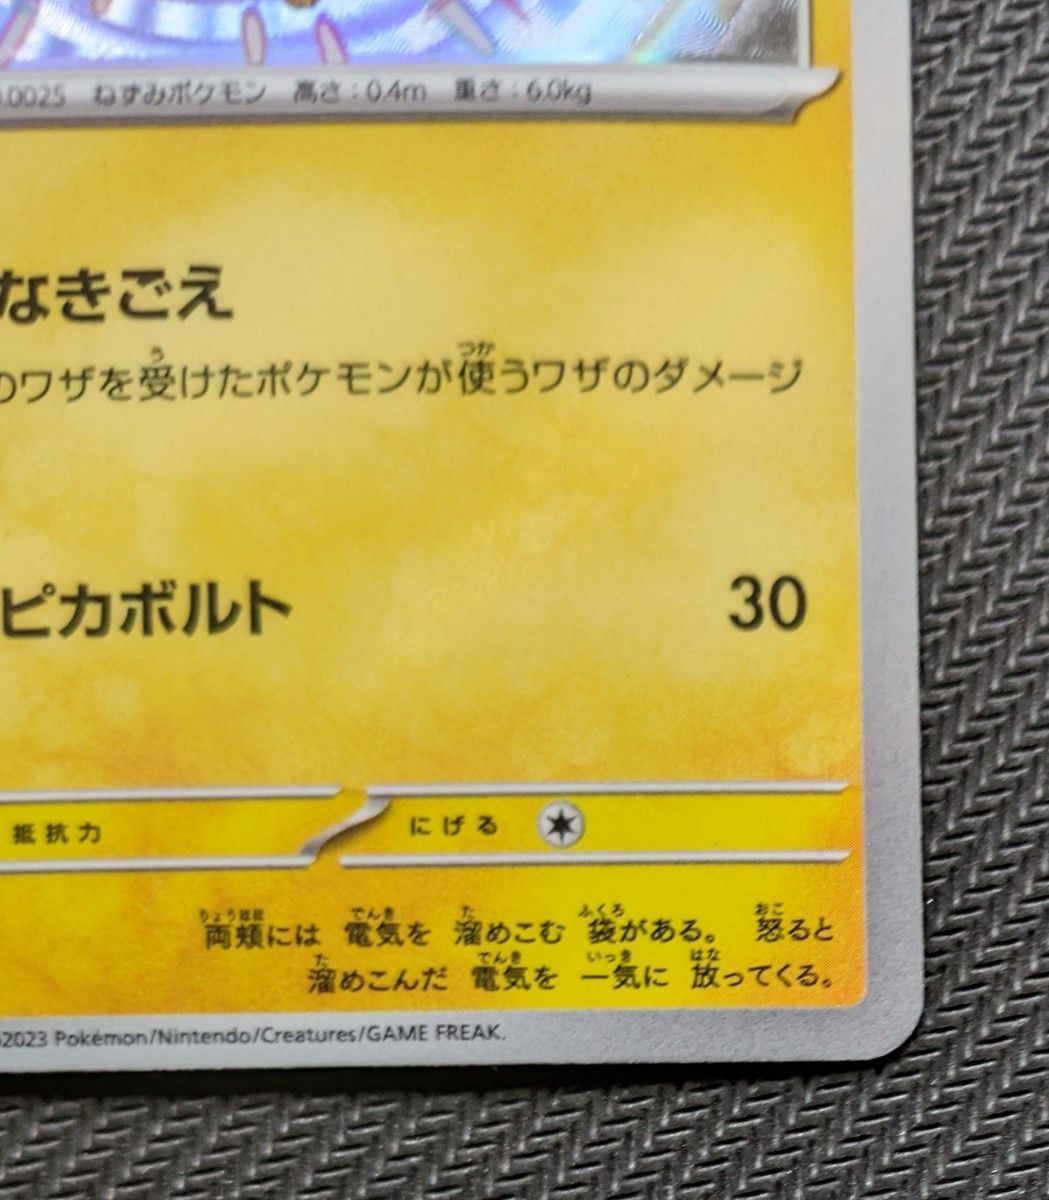 .0025 ねずみポケモン 高さ：0.4m 重さ：6.0kg
なきごえ
のワザを受けたポケモンが使うワザのダメージ
ピカボルト 30
抵抗力 にげる
両頬には 電気を 溜めこむ 袋がある。 怒ると
溜めこんだ 電気を 一気に 放ってくる。
2023 Pokémon/Nintendo/Creatures/GAME FREAK.